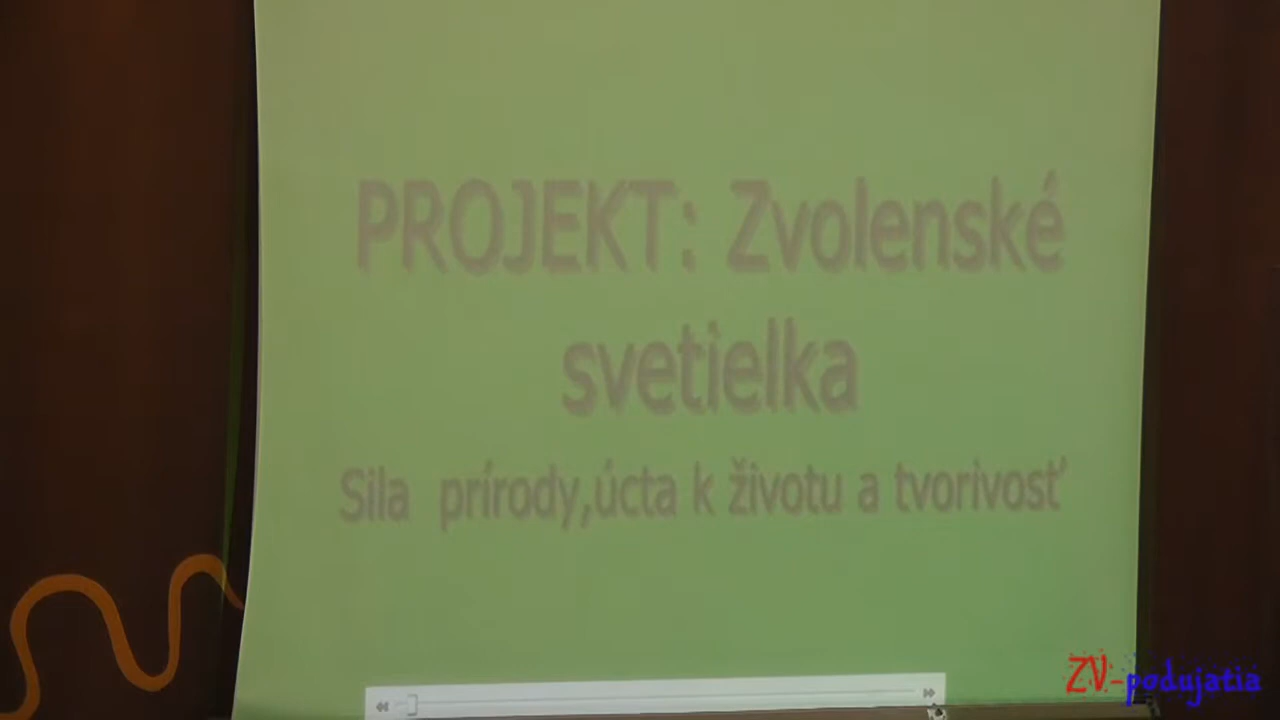 PROJEKT: Zvolenské
svetielka
Sila prírody,úcta k životu a tvorivosť
ZV-podujatia